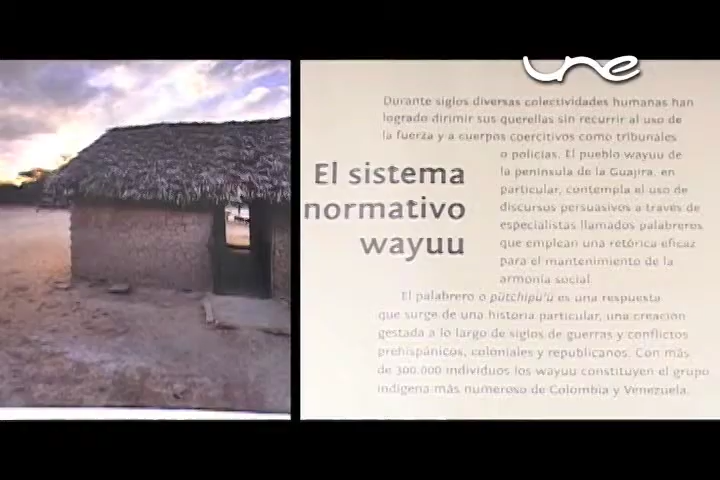 une
Durante siglos diversas colectividades humanas han
logrado dirimir sus querellas sin recurrir al uso de
la fuerza y a cuerpos coercitivos como tribunales
o policías. El pueblo wayuu de
la península de la Guajira, en
particular, contempla el uso de
discursos persuasivos a través de
especialistas llamados palabreros
que emplean una retórica eficaz
para el mantenimiento de la
armonía social.
El sistema
normativo
wayuu
El palabrero o pütchipü'ü es una respuesta
que surge de una historia particular, una creación
gestada a lo largo de siglos de guerras y conflictos
prehispánicos, coloniales y republicanos. Con más
de 300.000 individuos los wayuu constituyen el grupo
indígena más numeroso de Colombia y Venezuela.